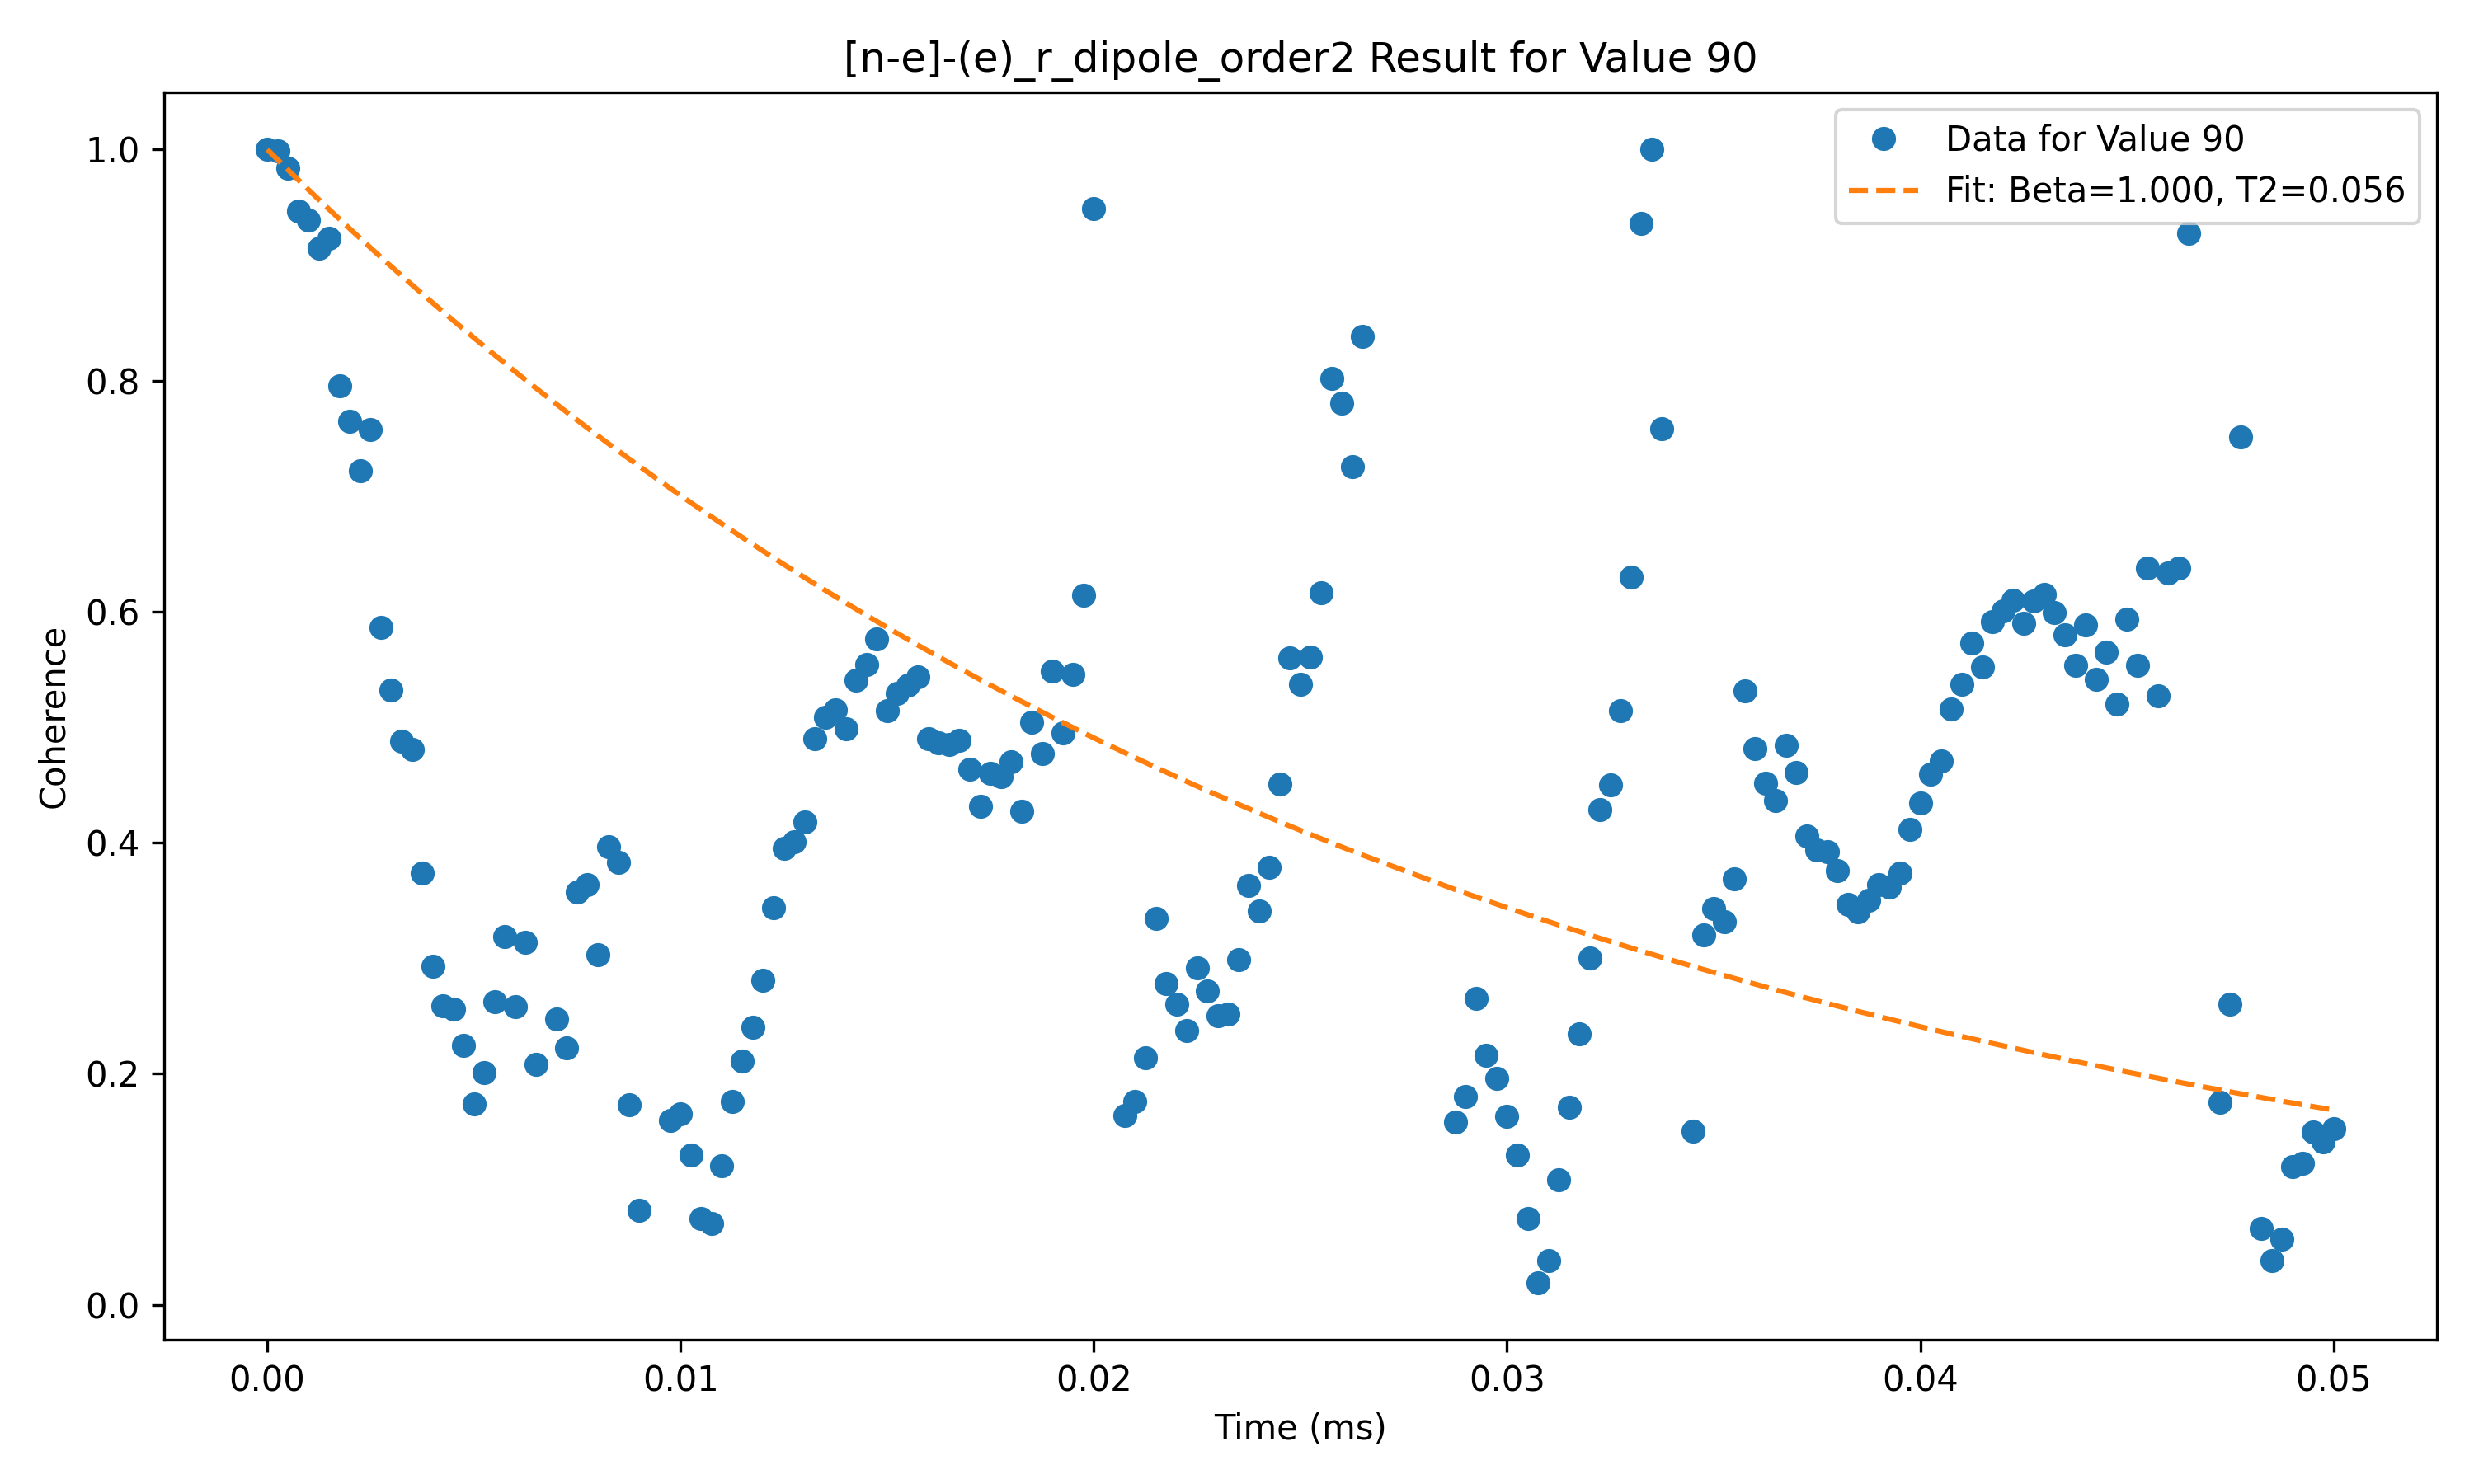 [n-e]-(e)_r_dipole_order2 Result for Value 90
Data for Value 90
Fit: Beta=1.000, T2=0.056
Coherence
1.0
0.8
0.6
0.4
0.2
0.0
0.00 0.01 0.02 0.03 0.04 0.05
Time (ms)